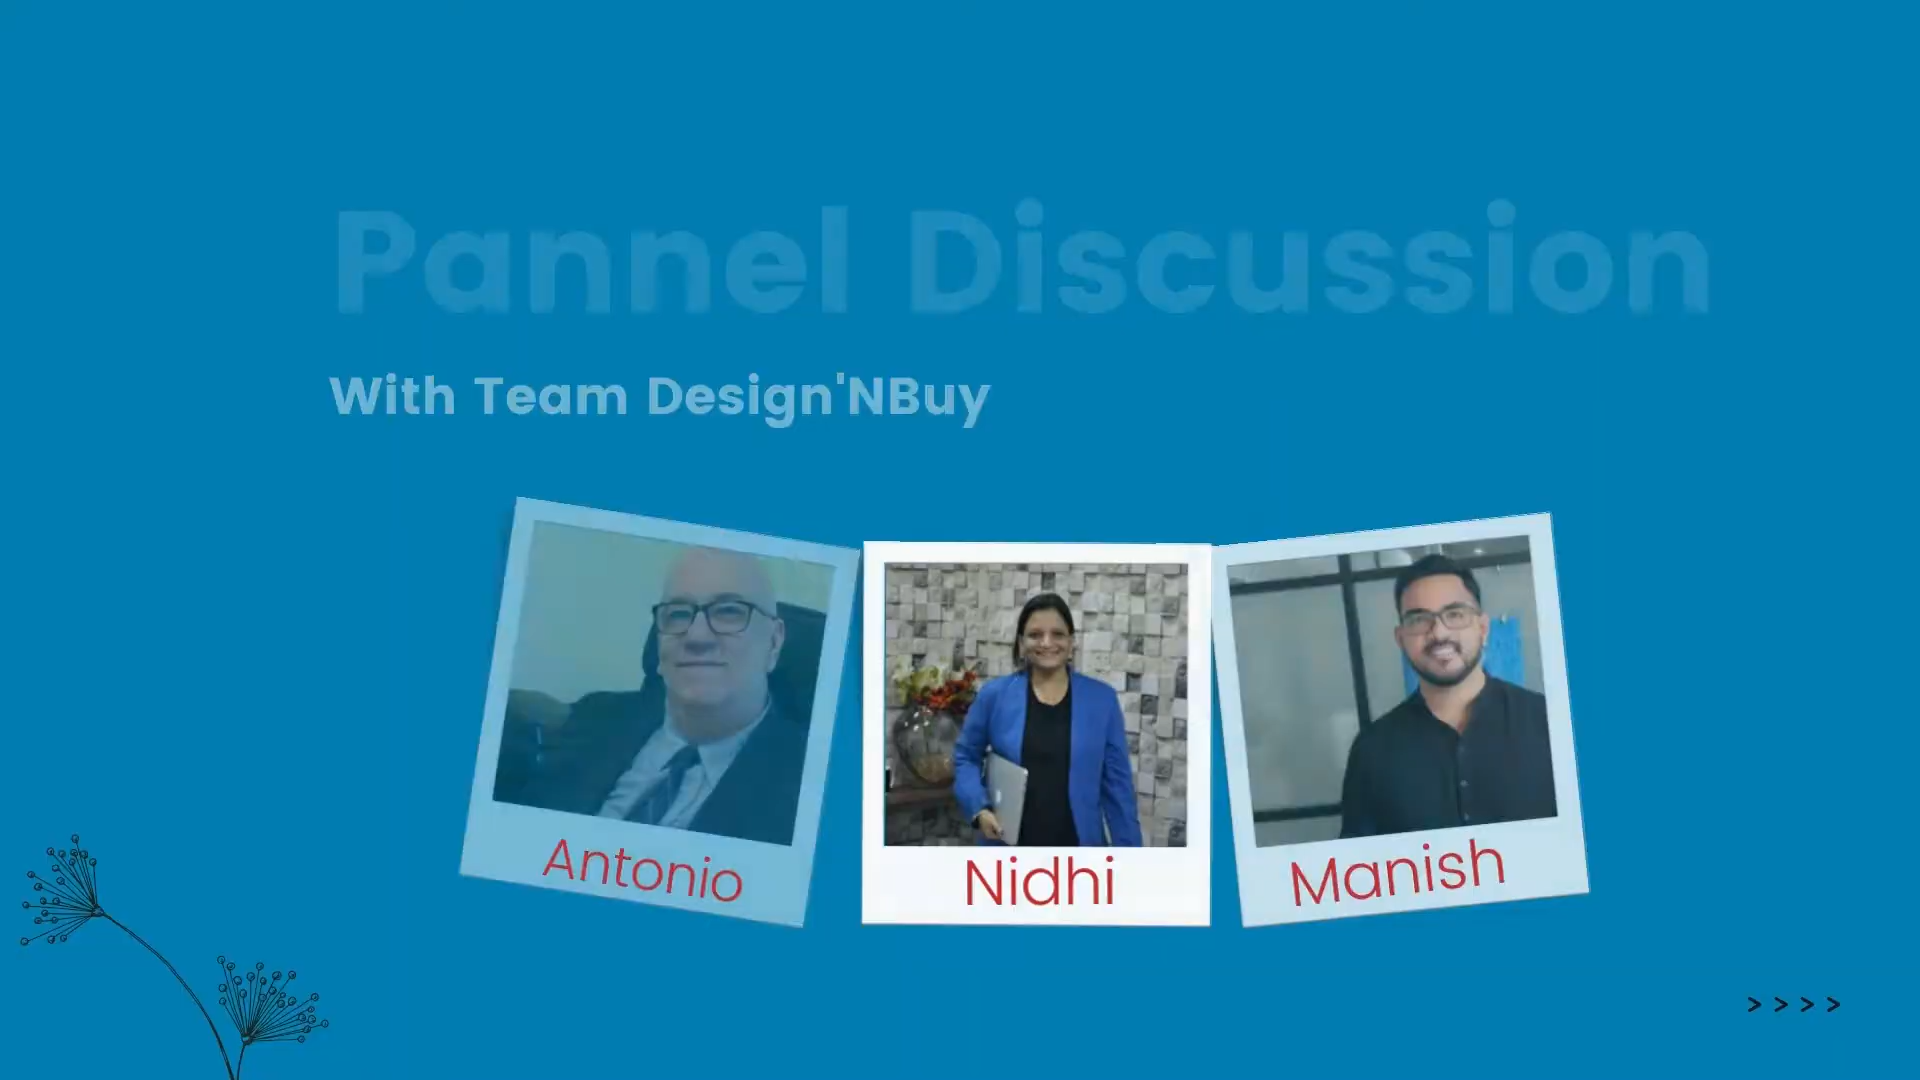 Pannel Discussion
With Team Design'NBuy
Antonio
Nidhi
Manish
> > > >